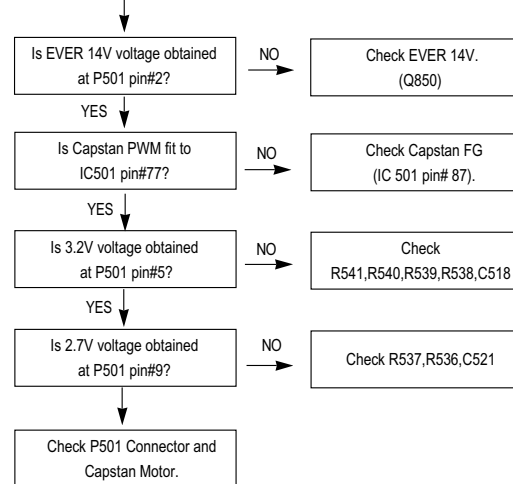 Is EVER 14V voltage obtained
at P501 pin#2?
NO
Check EVER 14V.
(Q850)
YES
Is Capstan PWM fit to
IC501 pin#77?
NO
Check Capstan FG
(IC 501 pin# 87).
YES
Is 3.2V voltage obtained
at P501 pin#5?
NO
Check
R541,R540,R539,R538,C518
YES
Is 2.7V voltage obtained
at P501 pin#9?
NO
Check R537,R536,C521
Check P501 Connector and
Capstan Motor.